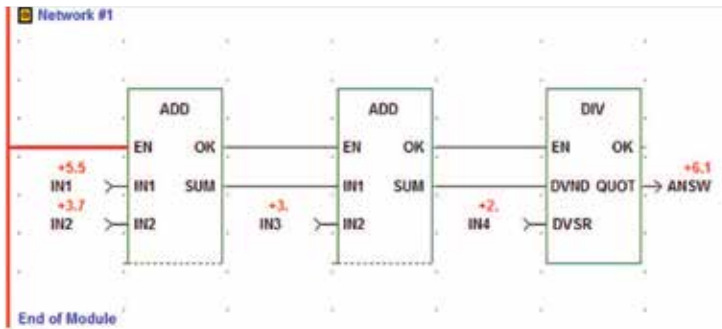 Network #1
ADD ADD DIV
EN OK EN OK EN OK
+5.5 +6.1
IN1 IN1 SUM IN1 SUM DVND QUOT ANSW
+3.7 +3. +2.
IN2 IN2 IN3 IN2 IN4 DVSR
End of Module